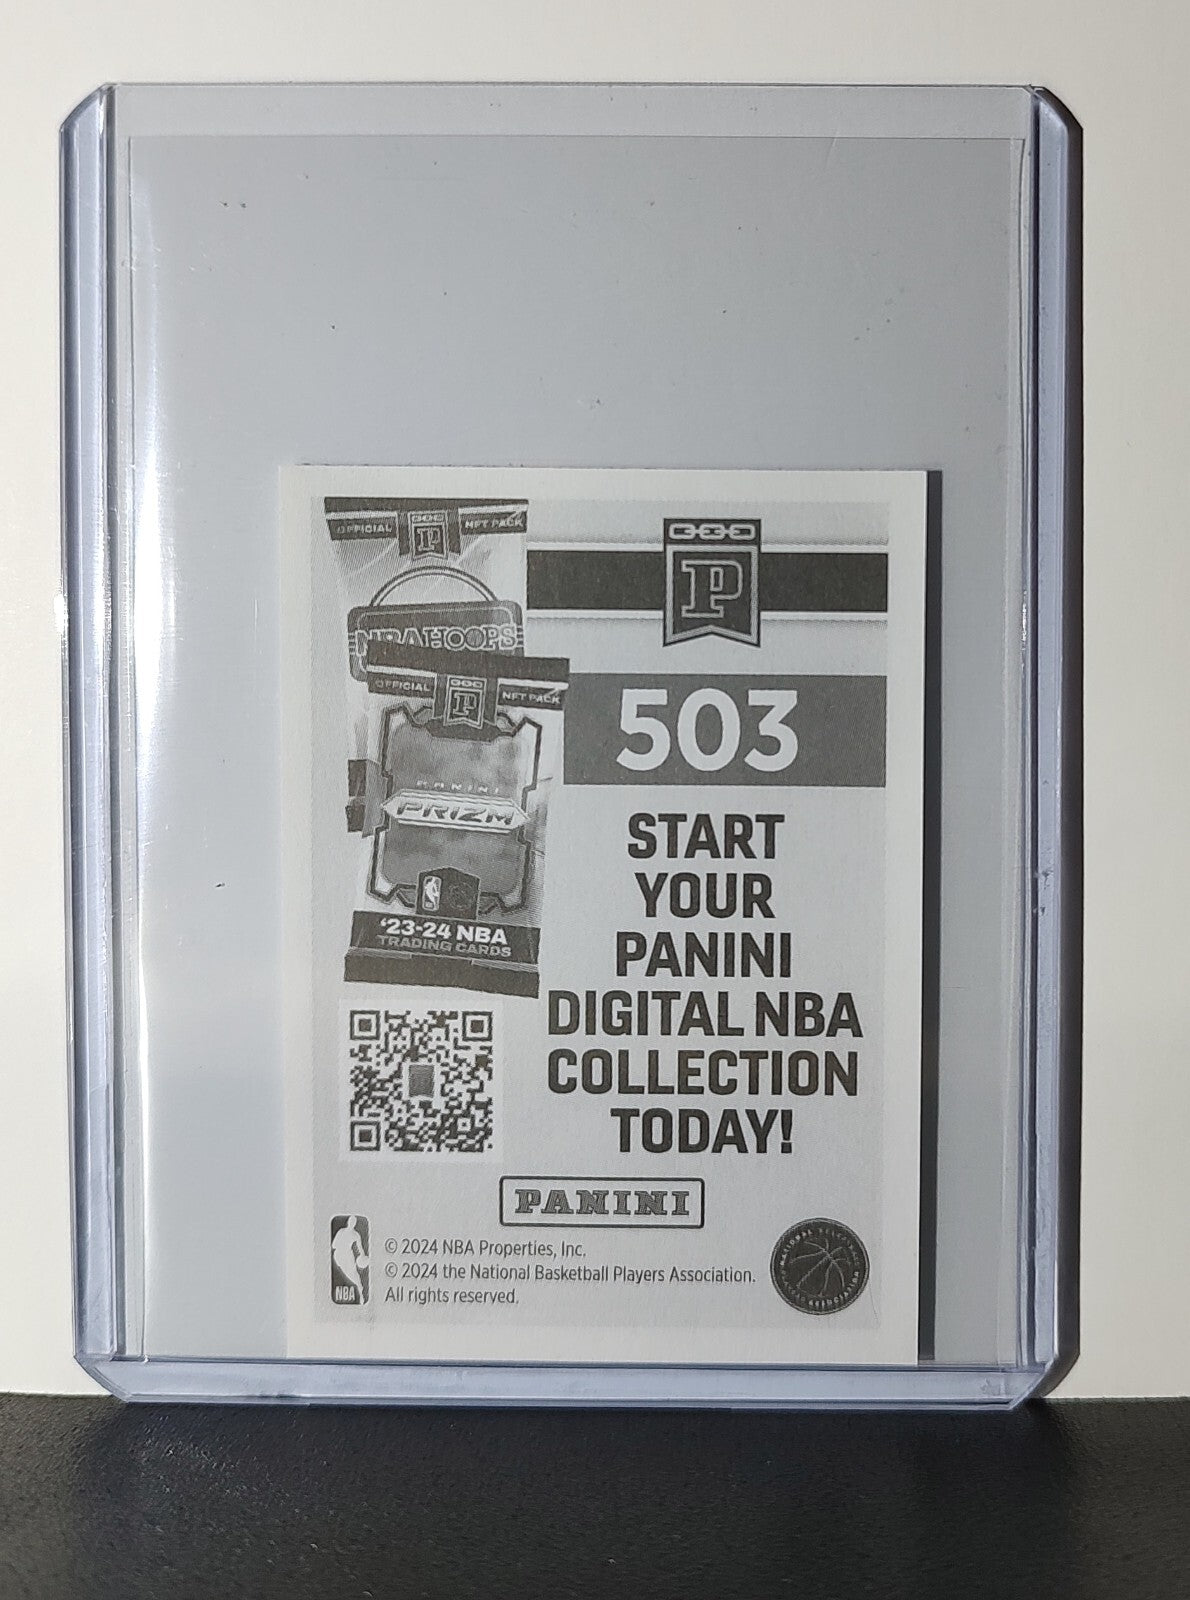 OFFICIAL P NFT PACK
NBA HOOPS
OFFICIAL P NFT PACK
PANINI
PRIZM
'23-24 NBA
TRADING CARDS
P
503
START
YOUR
PANINI
DIGITAL NBA
COLLECTION
TODAY!
PANINI
NBA
© 2024 NBA Properties, Inc.
© 2024 the National Basketball Players Association.
All rights reserved.